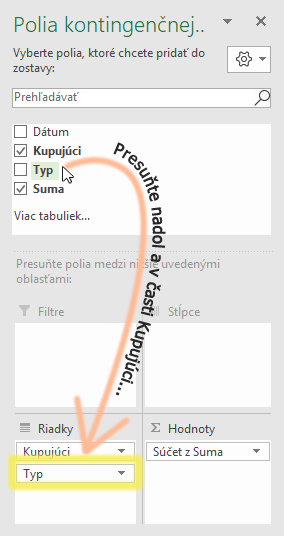 Polia kontingenčnej..
Vyberte polia, ktoré chcete pridať do
zostavy:
Prehľadávať
Dátum
Kupujúci
Typ
Suma
Viac tabuliek...
Presuňte nadol a v časti Kupujúci...
Presuňte polia medzi nižšie uvedenými
oblasťami:
Filtre
Stĺpce
Riadky
Σ Hodnoty
Kupujúci
Súčet z Suma
Typ